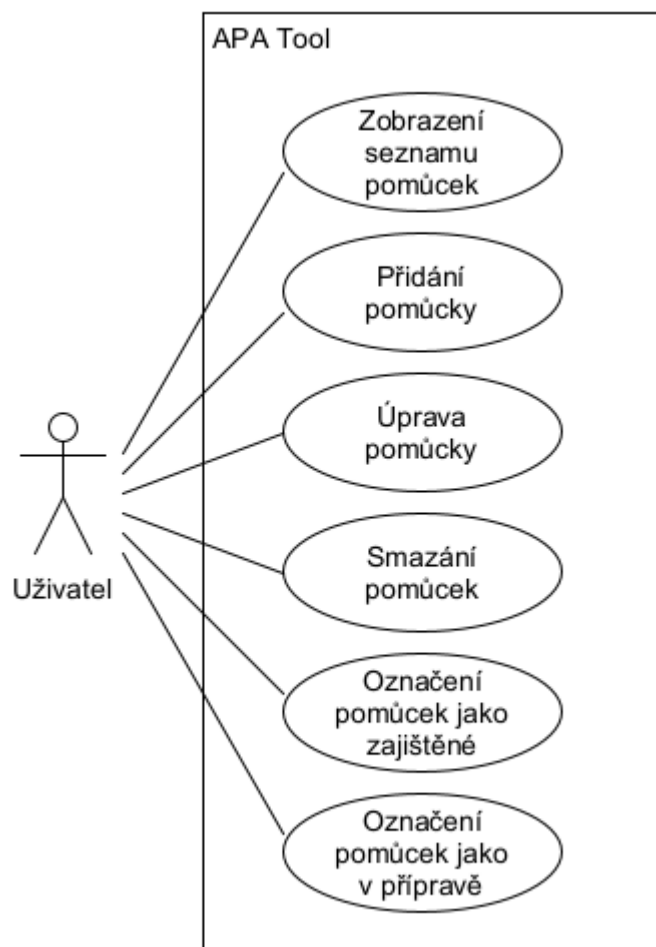 APA Tool
Zobrazení
seznamu
pomůcek
Přidání
pomůcky
Úprava
pomůcky
Smazání
pomůcek
Uživatel
Označení
pomůcek jako
zajištěné
Označení
pomůcek jako
v přípravě